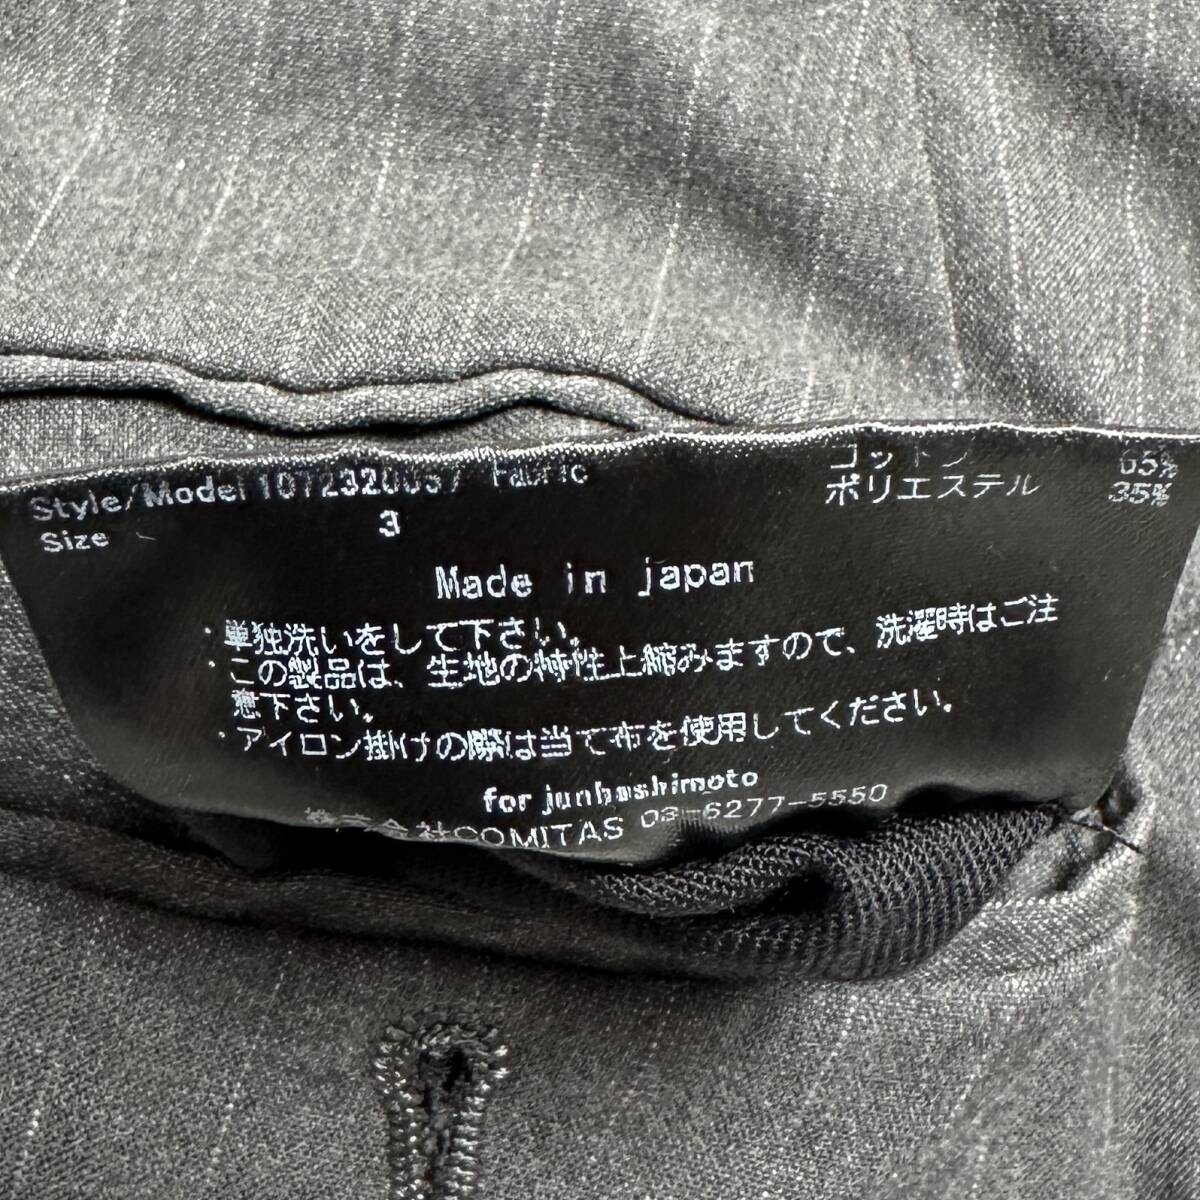 Style/Model 1072320057 Fabric コットン 65%
ポリエステル 35%
Size 3
Made in japan
・単独洗いをして下さい。
・この製品は、生地の特性上縮みますので、洗濯時はご注
意下さい。
・アイロン掛けの際は当て布を使用してください。
for junhashimoto
株式会社COMITAS 03-6277-5550